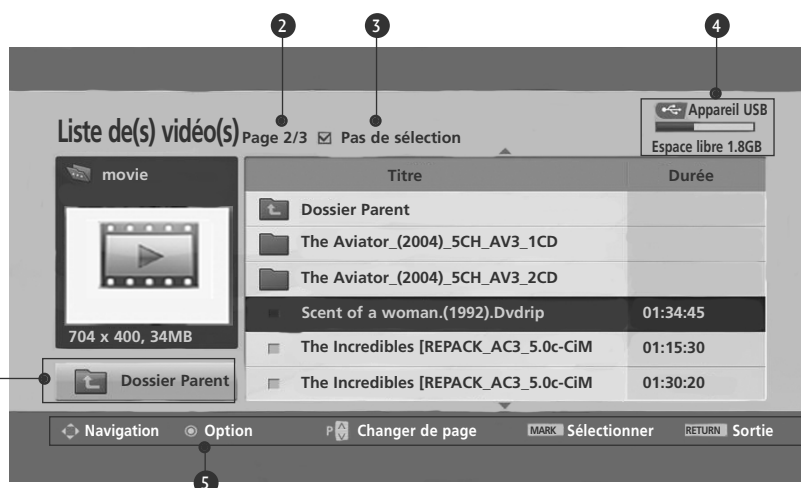 2 3 4
Appareil USB
Liste de(s) vidéo(s) Page 2/3 Pas de sélection
Espace libre 1.8GB
movie
Titre Durée
Dossier Parent
The Aviator_(2004)_5CH_AV3_1CD
The Aviator_(2004)_5CH_AV3_2CD
Scent of a woman.(1992).Dvdrip 01:34:45
704 x 400, 34MB
The Incredibles [REPACK_AC3_5.0c-CiM 01:15:30
Dossier Parent
The Incredibles [REPACK_AC3_5.0c-CiM 01:30:20
Navigation Option P Changer de page MARK Sélectionner RETURN Sortie
5